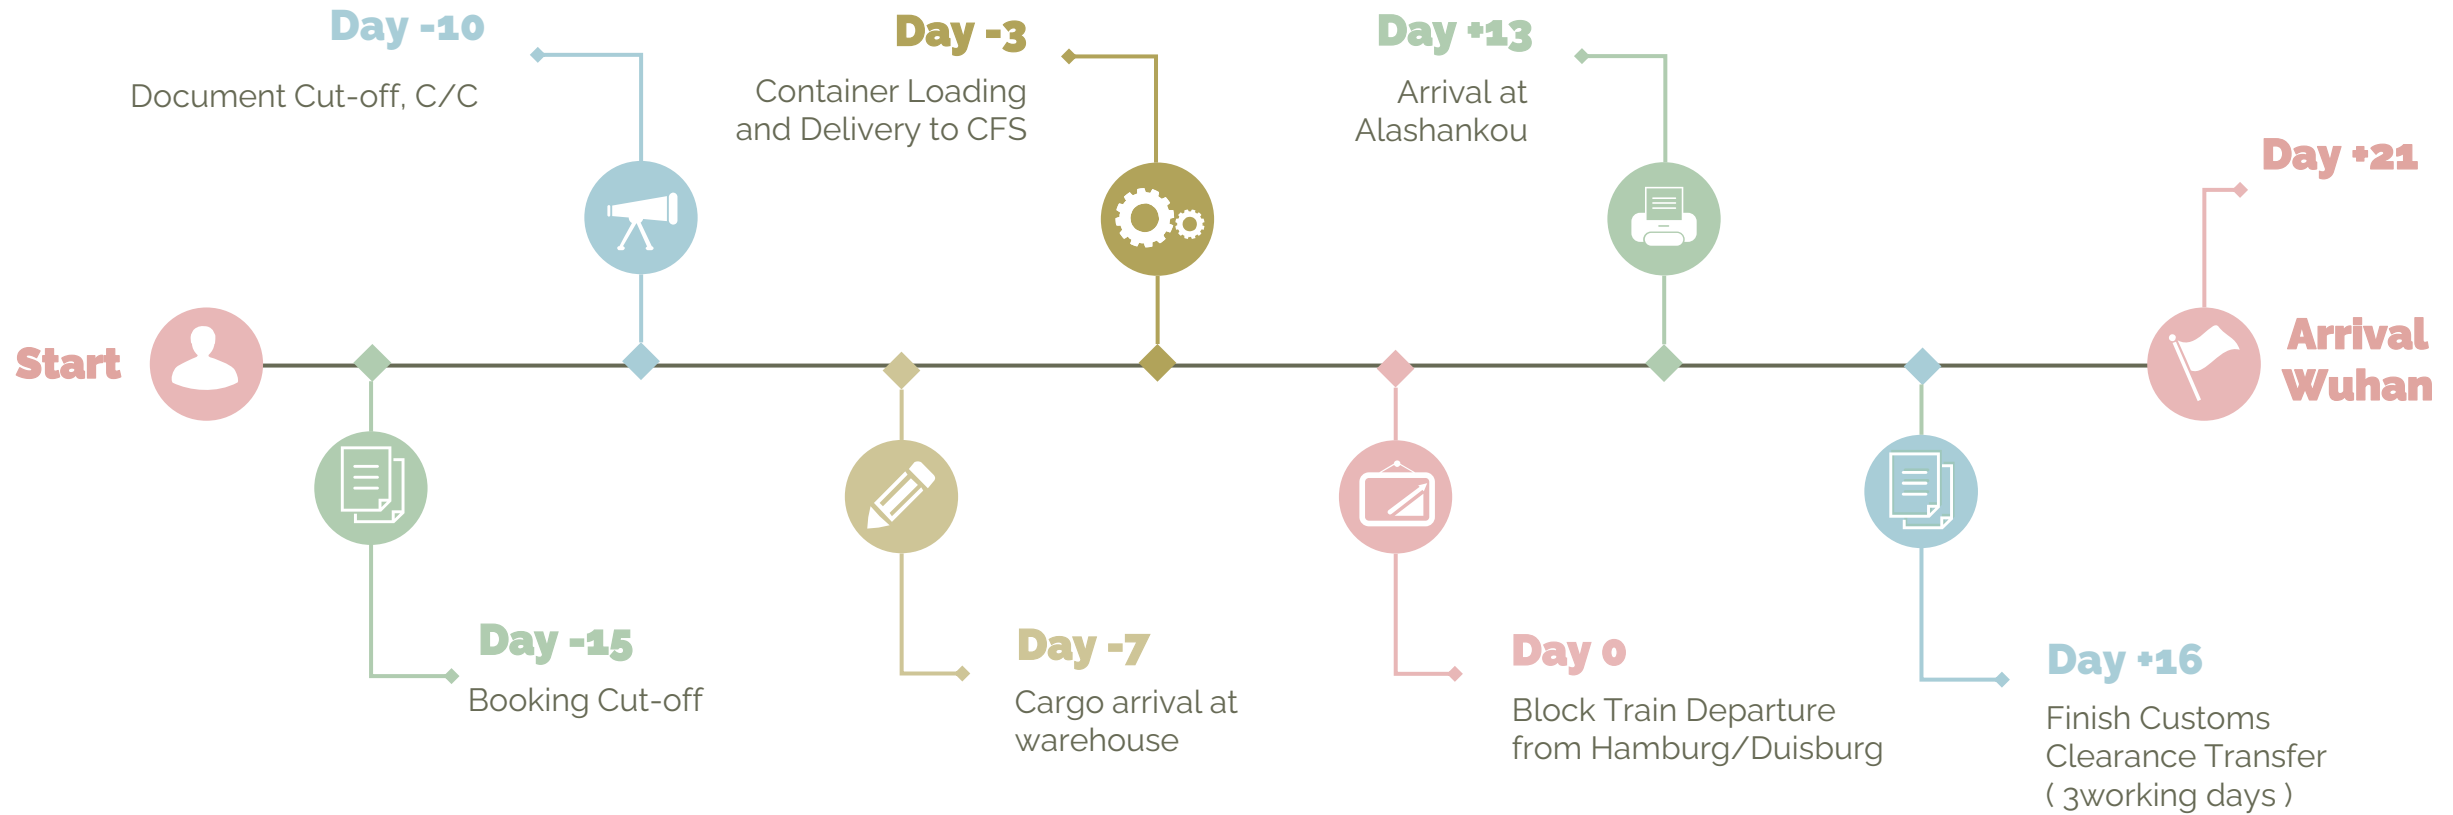 Start
Day -15
Booking Cut-off
Day -10
Document Cut-off, C/C
Day -7
Cargo arrival at
warehouse
Day -3
Container Loading
and Delivery to CFS
Day 0
Block Train Departure
from Hamburg/Duisburg
Day +13
Arrival at
Alashankou
Day +16
Finish Customs
Clearance Transfer
( 3working days )
Day +21
Arrival
Wuhan